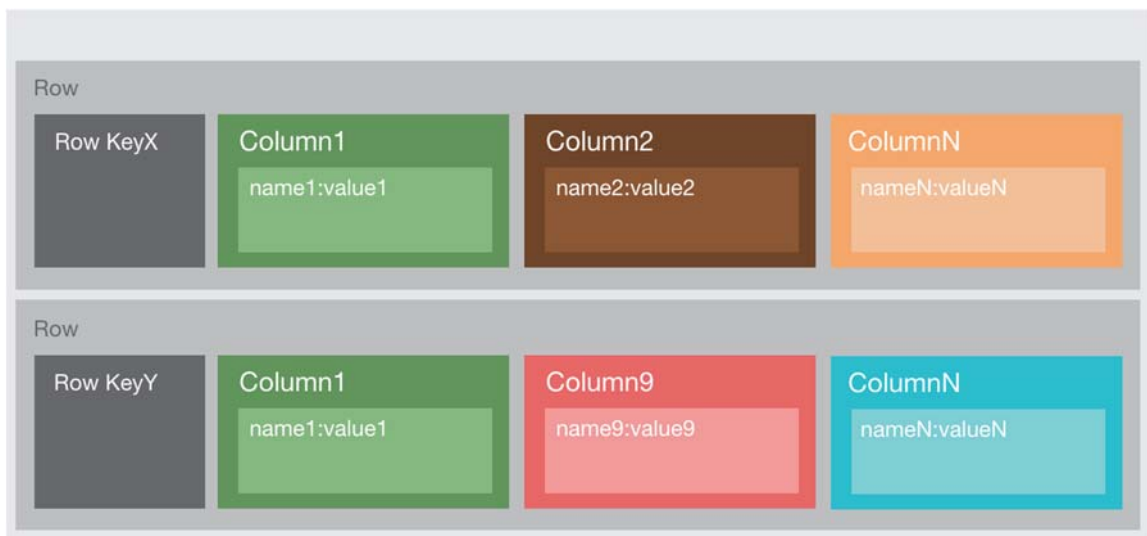 Row
Row KeyX
Column1
name1:value1
Column2
name2:value2
ColumnN
nameN:valueN
Row
Row KeyY
Column1
name1:value1
Column9
name9:value9
ColumnN
nameN:valueN